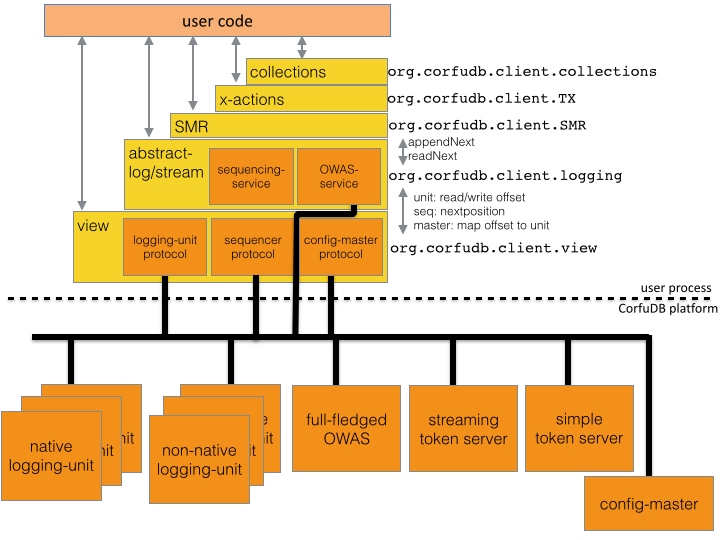 user code
collections
org.corfudb.client.collections
x-actions
org.corfudb.client.TX
SMR
org.corfudb.client.SMR
abstract-
log/stream
sequencing-
service
OWAS-
service
appendNext
readNext
org.corfudb.client.logging
unit: read/write offset
seq: nextposition
master: map offset to unit
view
logging-unit
protocol
sequencer
protocol
config-master
protocol
org.corfudb.client.view
user process
CorfuDB platform
native
logging-unit
unit
unit
non-native
logging-unit
full-fledged
OWAS
streaming
token server
simple
token server
config-master